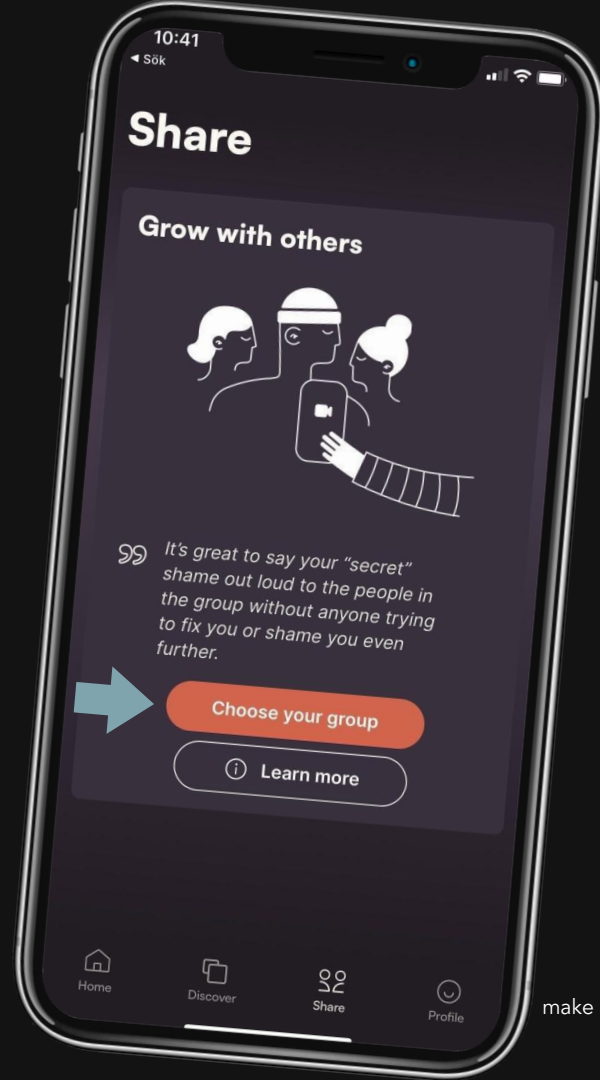 10:41
◀ Sök
Share
Grow with others
It’s great to say your “secret”
shame out loud to the people in
the group without anyone trying
to fix you or shame you even
further.
Choose your group
Learn more
Home
Discover
Share
Profile
make